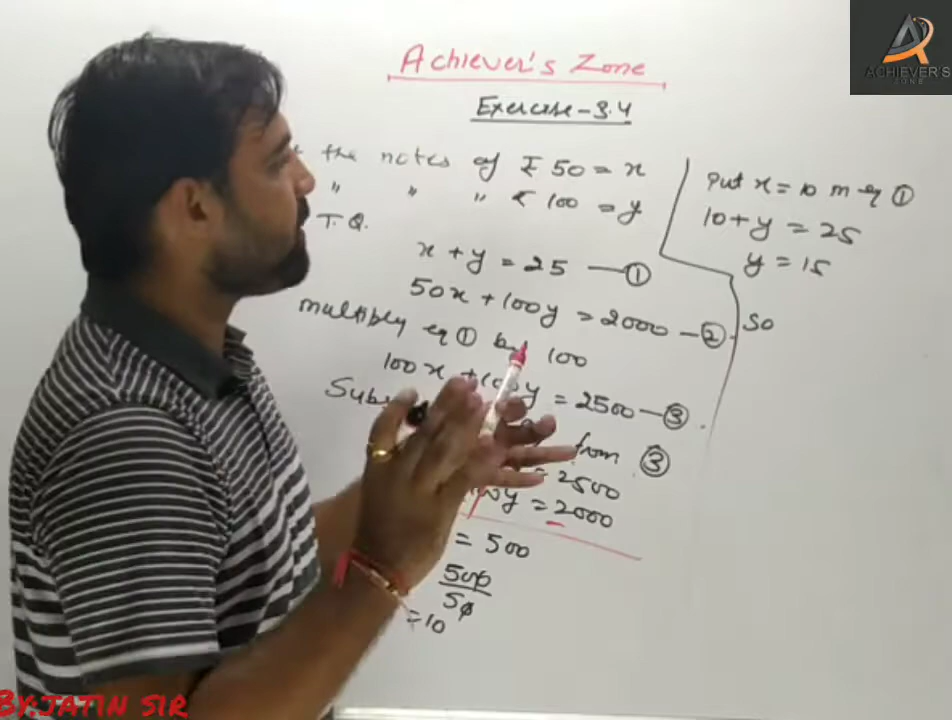 Achiever's Zone
Exercise-3.4
the notes of ₹ 50 = x
" " " ₹ 100 = y
T.Q.
x + y = 25 — ①
50x + 100y = 2000 — ②
multiply eq ① by 100
100x + 100y = 2500 — ③
from ③
= 2500
100y = 2000
= 500
500
50
= 10
Put x = 10 in eq ①
10 + y = 25
y = 15
So
ACHIEVER'S
ZONE
BY:JATIN SIR